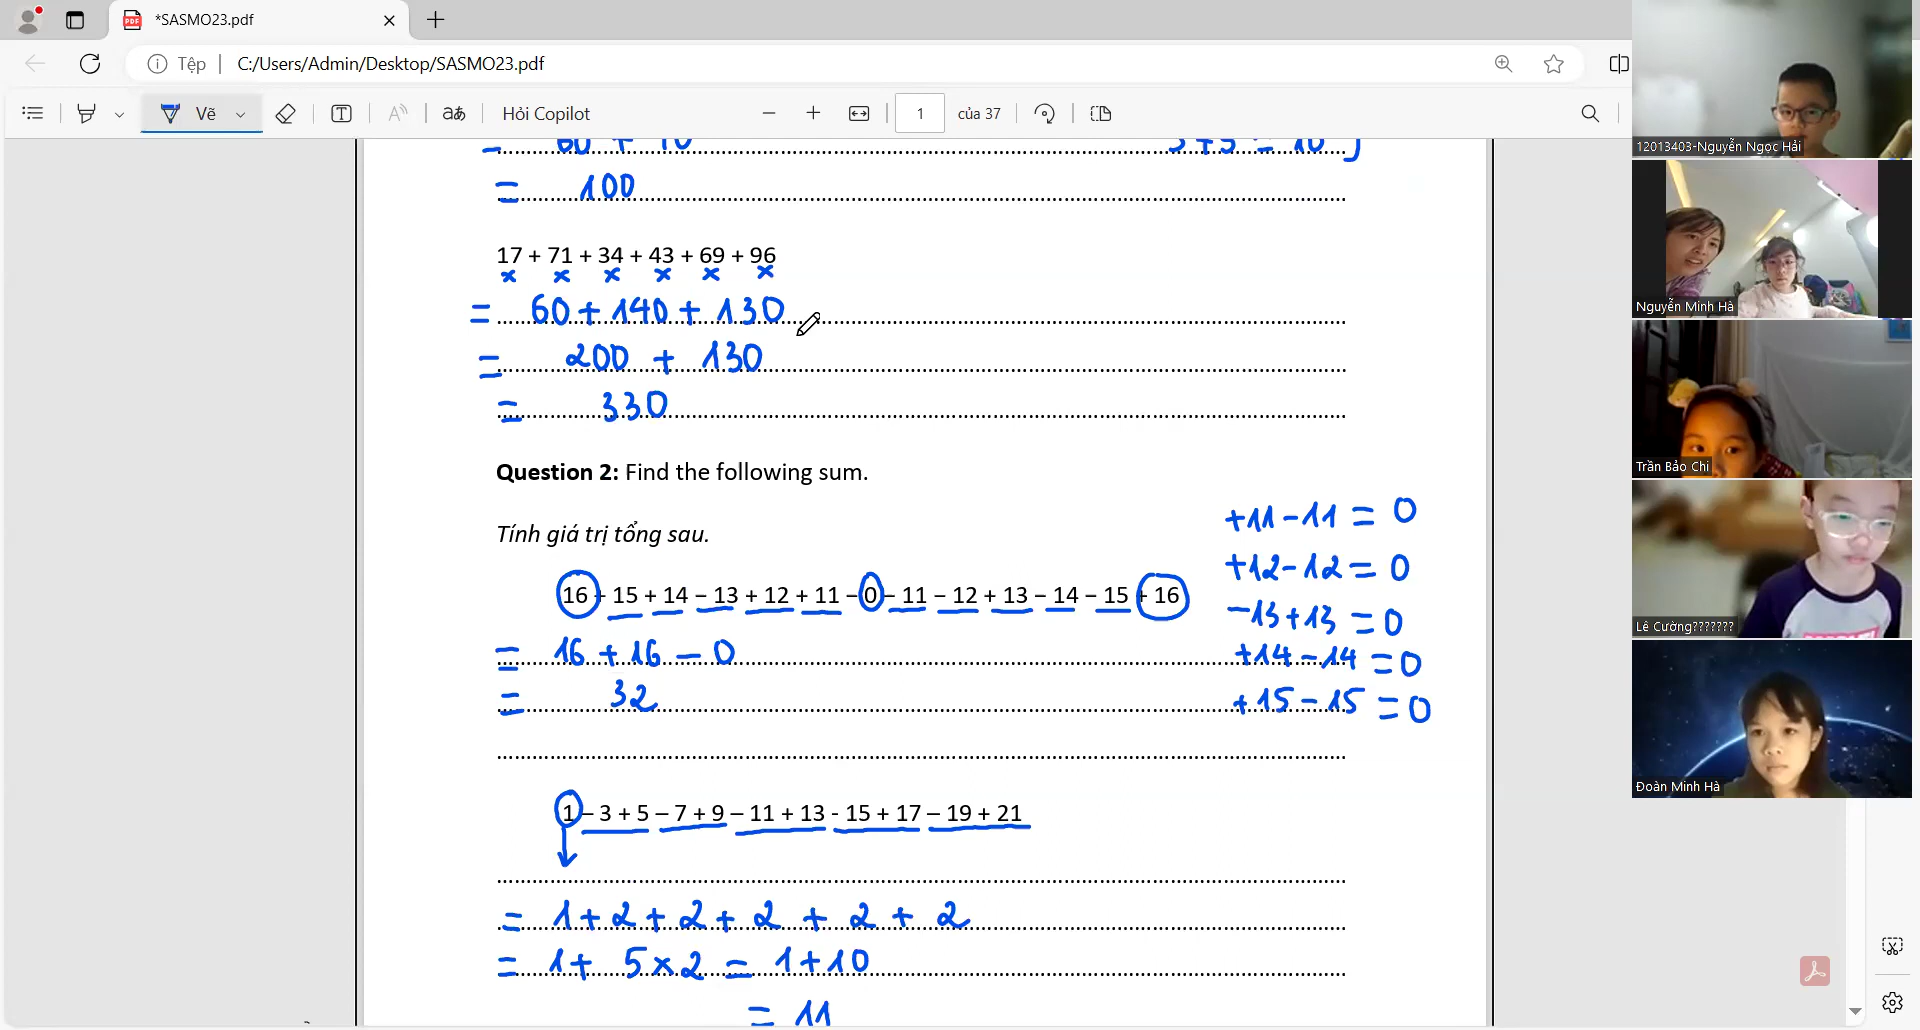 *SASMO23.pdf
Tệp
C:/Users/Admin/Desktop/SASMO23.pdf
Vẽ
Hỏi Copilot
1
của 37
= 60 + 40
5 + 5 = 10
= 100
17 + 71 + 34 + 43 + 69 + 96
x x x x x x
= 60 + 140 + 130
= 200 + 130
= 330
Question 2: Find the following sum.
Tính giá trị tổng sau.
16 + 15 + 14 – 13 + 12 + 11 – 0 – 11 – 12 + 13 – 14 – 15 + 16
= 16 + 16 – 0
= 32
+11 – 11 = 0
+12 – 12 = 0
–13 + 13 = 0
+14 – 14 = 0
+15 – 15 = 0
1 – 3 + 5 – 7 + 9 – 11 + 13 - 15 + 17 – 19 + 21
= 1 + 2 + 2 + 2 + 2 + 2
= 1 + 5 x 2 = 1 + 10
= 11
12013403-Nguyễn Ngọc Hải
Nguyễn Minh Hà
Trần Bảo Chi
Lê Cường???????
Đoàn Minh Hà